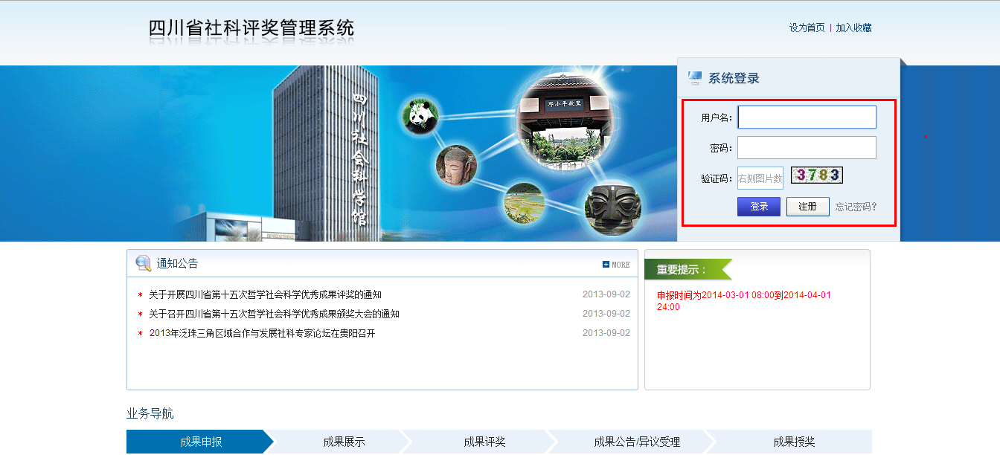 四川省社科评奖管理系统
设为首页 | 加入收藏
四川社会科学馆
邓小平故里
系统登录
用户名：
密码：
验证码： 右侧图片数 3783
登录 注册 忘记密码?
通知公告 MORE
* 关于开展四川省第十五次哲学社会科学优秀成果评奖的通知 2013-09-02
* 关于召开四川省第十五次哲学社会科学优秀成果颁奖大会的通知 2013-09-02
* 2013年泛珠三角区域合作与发展社科专家论坛在贵阳召开 2013-09-02
重要提示：
申报时间为2014-03-01 08:00到2014-04-01
24:00
业务导航
成果申报 成果展示 成果评奖 成果公告/异议受理 成果授奖